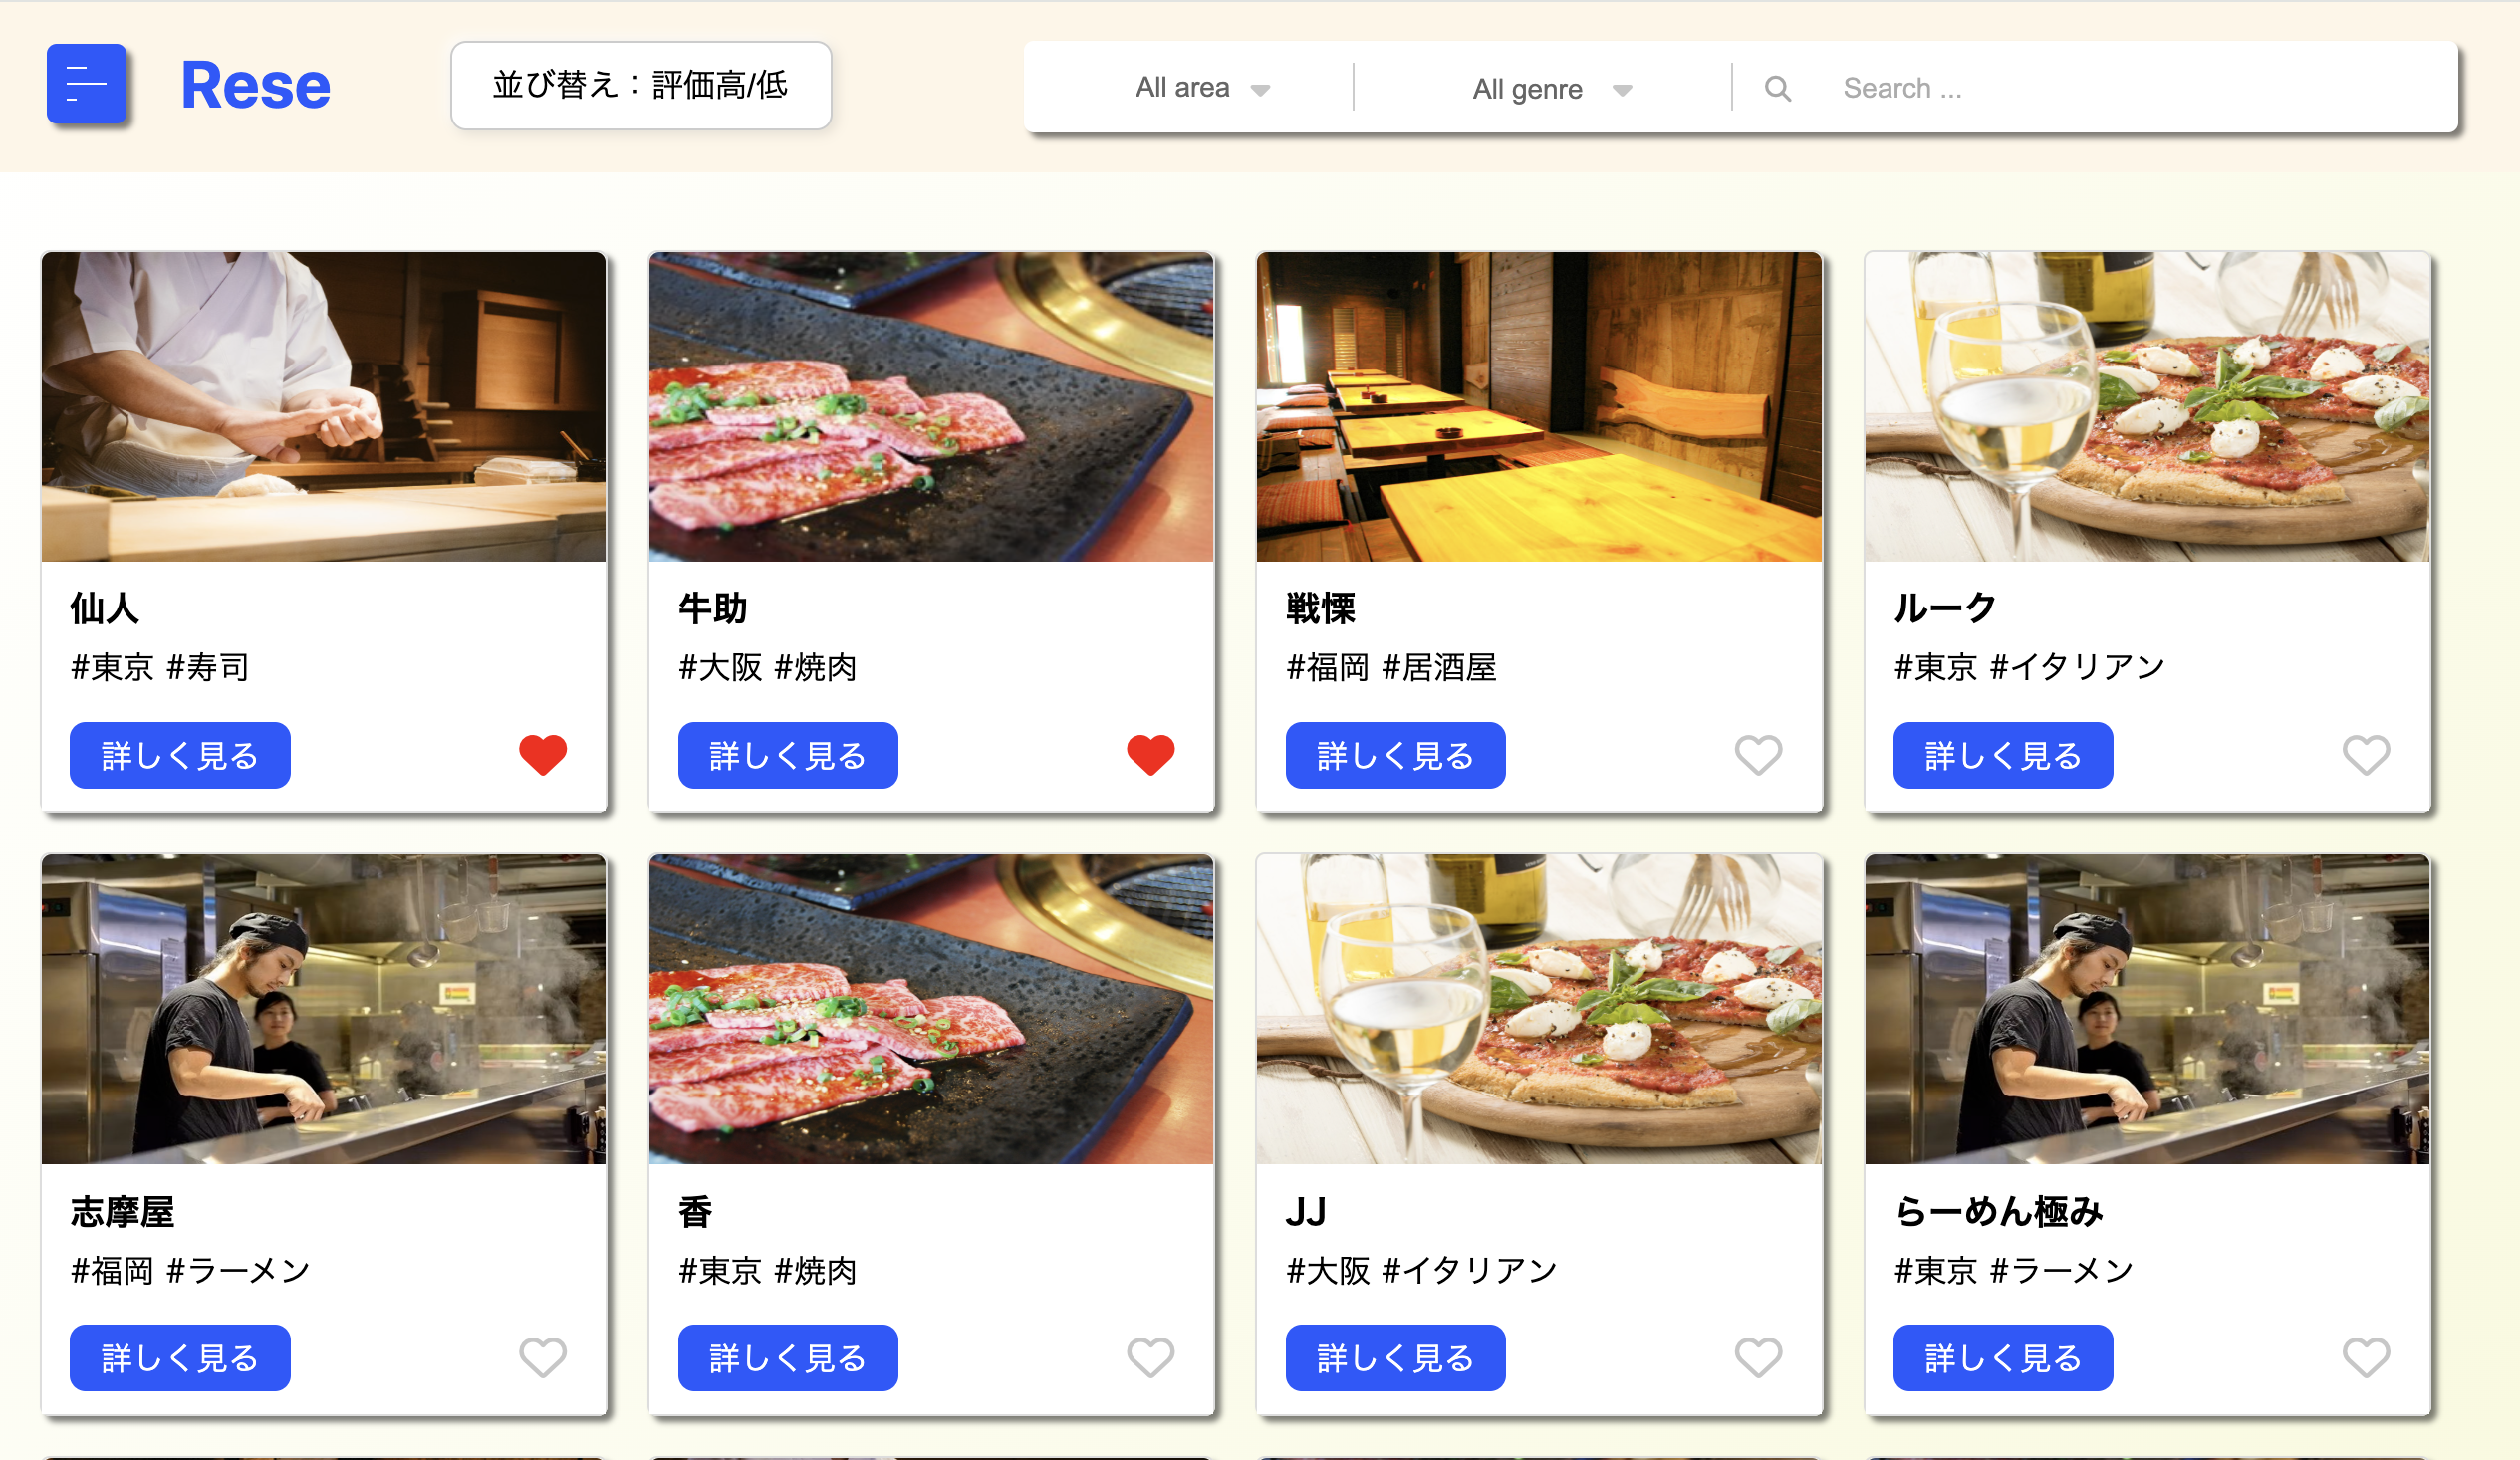 Rese
並び替え：評価高/低
All area
All genre
Search ...
仙人
#東京 #寿司
詳しく見る
牛助
#大阪 #焼肉
詳しく見る
戦慄
#福岡 #居酒屋
詳しく見る
ルーク
#東京 #イタリアン
詳しく見る
志摩屋
#福岡 #ラーメン
詳しく見る
香
#東京 #焼肉
詳しく見る
JJ
#大阪 #イタリアン
詳しく見る
らーめん極み
#東京 #ラーメン
詳しく見る